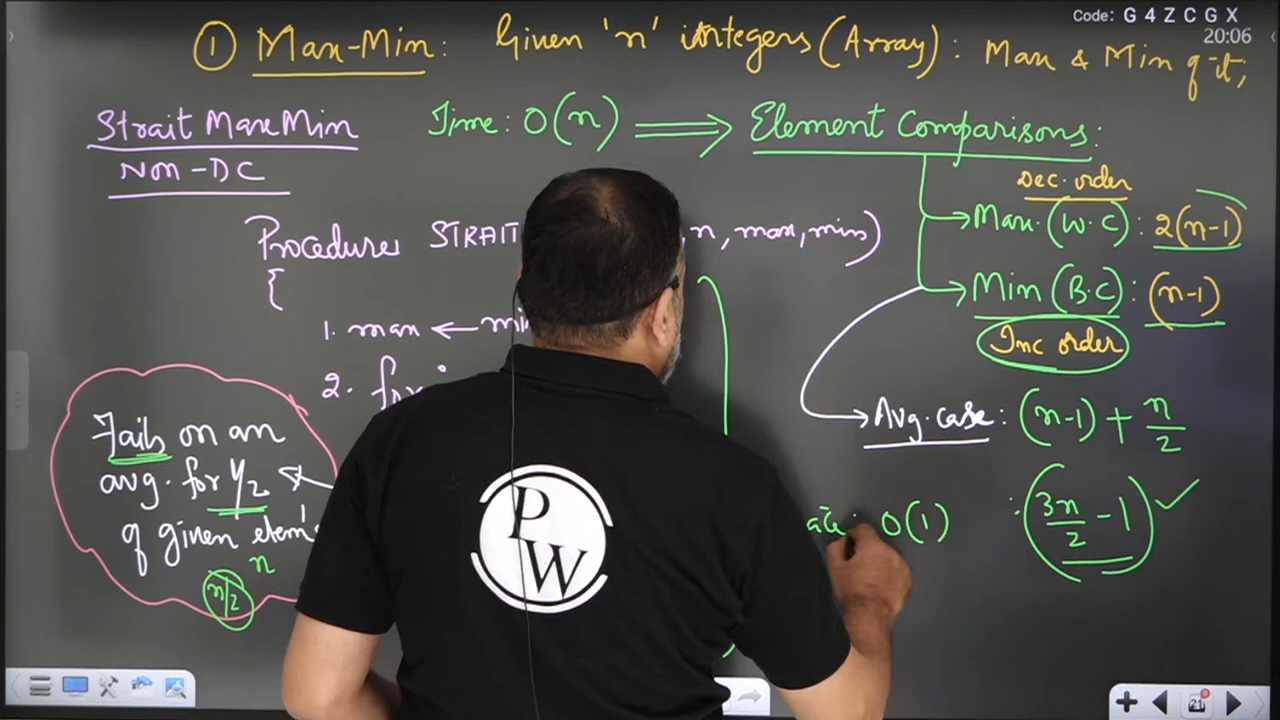 Code: G 4 Z C G X
20:06
① Max-Min: Given 'n' integers (Array): Max & Min of it;
Strait MaxMin
Non-DC
Time: O(n) ⟹ Element Comparisons:
Dec. order
Max. (W.C): 2(n-1)
Min (B.C): (n-1)
Inc order
Avg. case: (n-1) + n/2
: (3n/2 - 1) ✓
Procedure STRAIT
, n, max, min)
{
1. max ←
2. for i
Fails on an
avg. for 1/2
of given elem
n
n/2
: O(1)
P
W